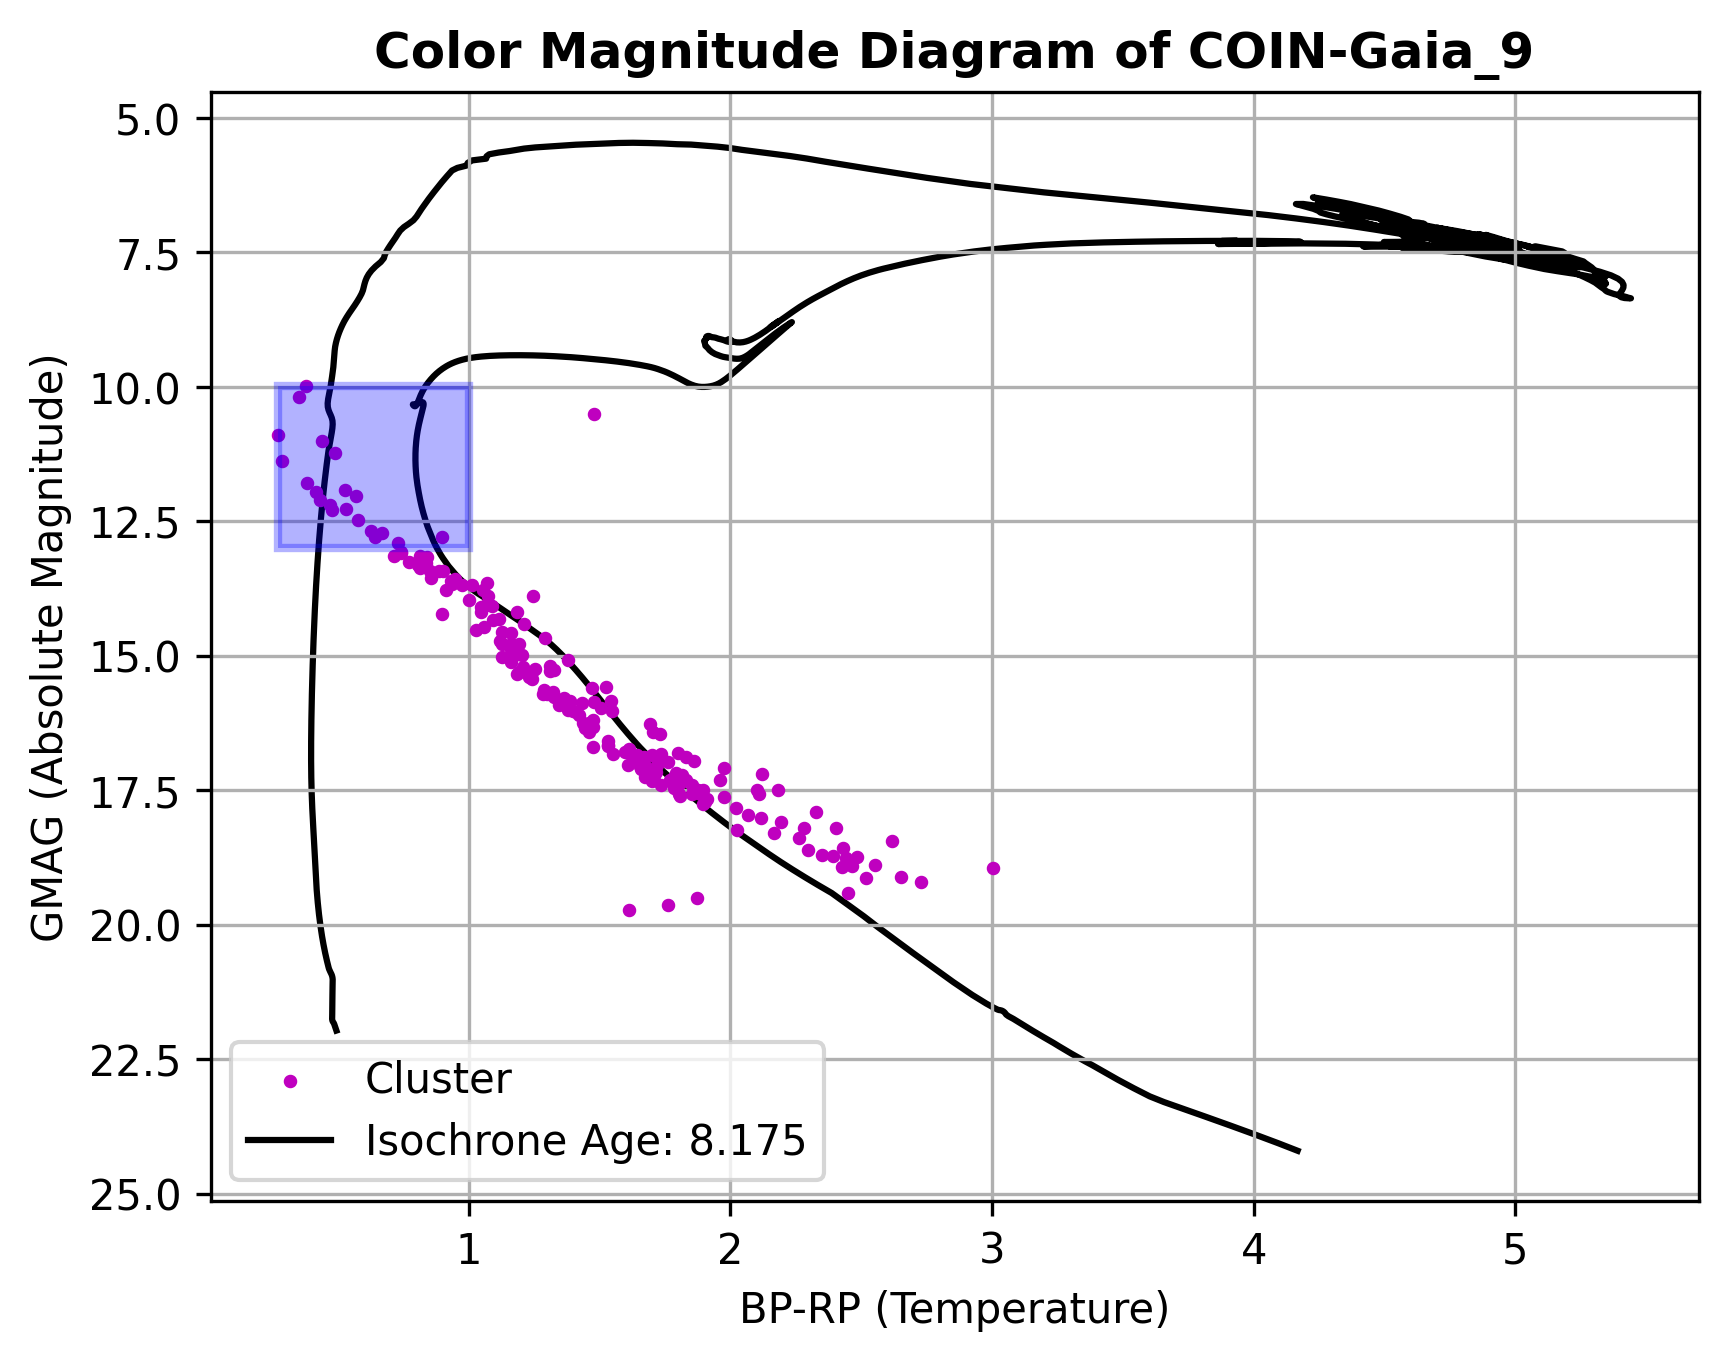 Color Magnitude Diagram of COIN-Gaia_9
GMAG (Absolute Magnitude)
5.0
7.5
10.0
12.5
15.0
17.5
20.0
22.5
25.0
Cluster
Isochrone Age: 8.175
1 2 3 4 5
BP-RP (Temperature)